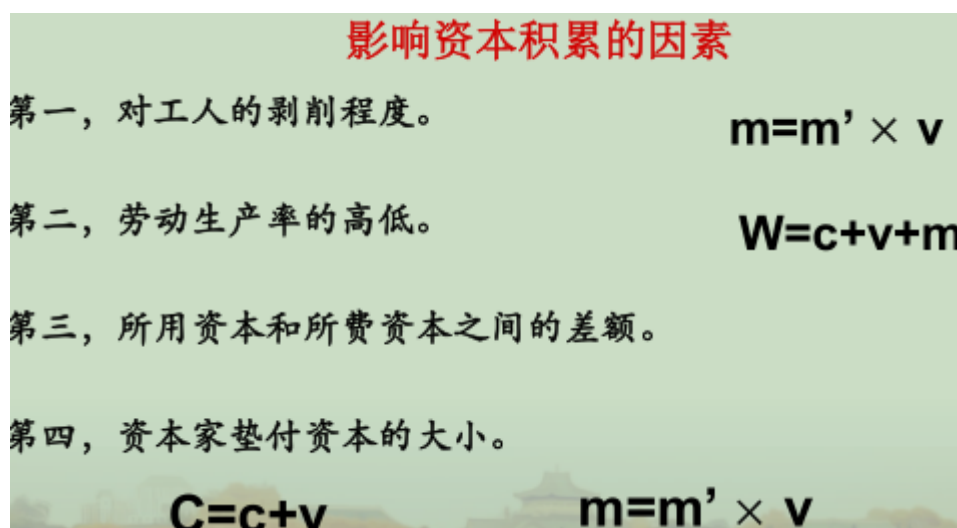 影响资本积累的因素
第一，对工人的剥削程度。
m=m’ × v
第二，劳动生产率的高低。
W=c+v+m
第三，所用资本和所费资本之间的差额。
第四，资本家垫付资本的大小。
C=c+v
m=m’ × v